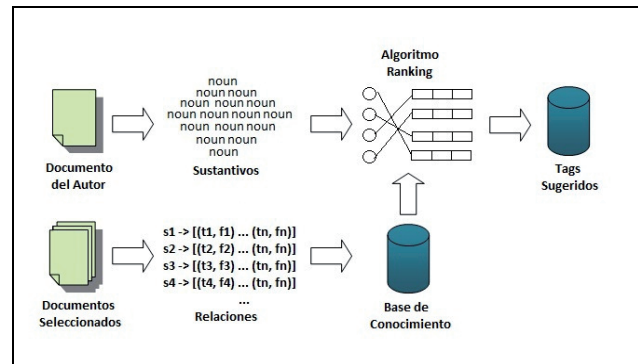 Algoritmo
Ranking
noun
noun noun
noun noun noun
noun noun noun noun
noun noun noun
noun noun
noun
Documento
del Autor
Sustantivos
Tags
Sugeridos
s1 -> [(t1, f1) ... (tn, fn)]
s2 -> [(t2, f2) ... (tn, fn)]
s3 -> [(t3, f3) ... (tn, fn)]
s4 -> [(t4, f4) ... (tn, fn)]
...
Relaciones
Documentos
Seleccionados
Base de
Conocimiento